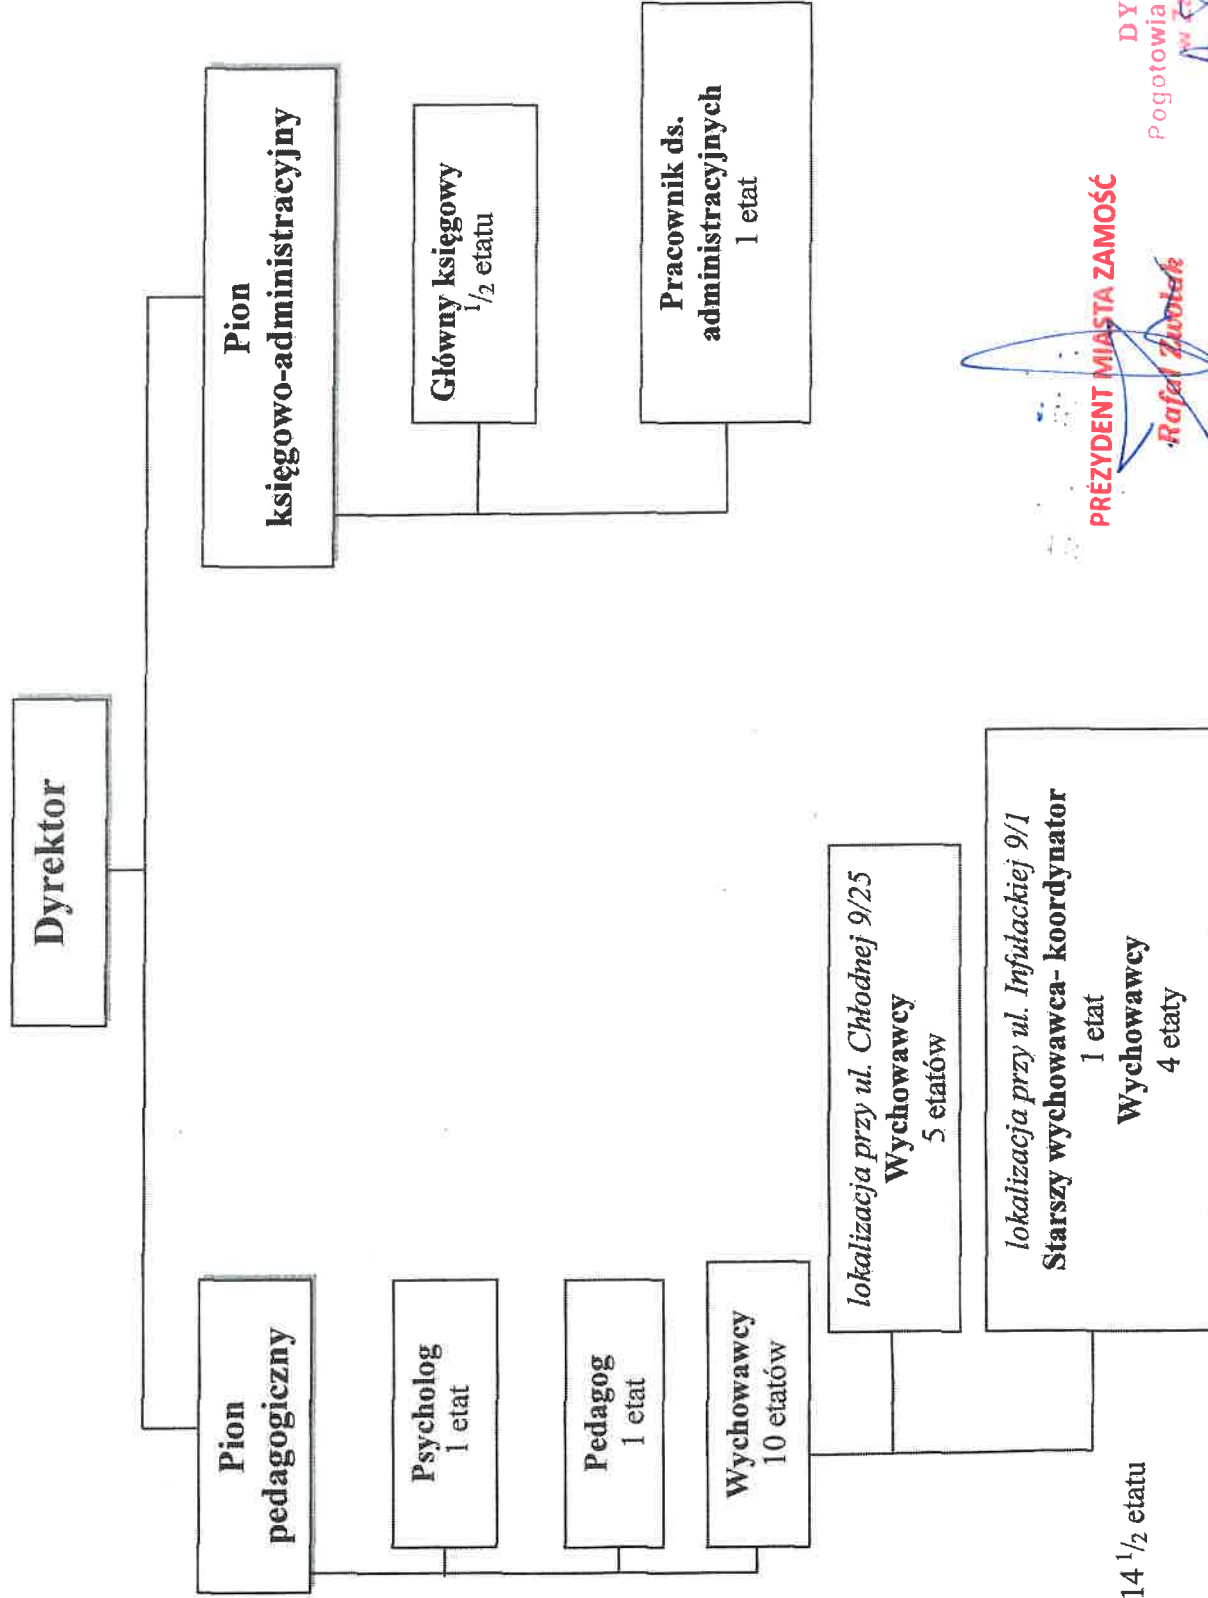 Dyrektor
Pion
pedagogiczny
Psycholog
1 etat
Pedagog
1 etat
Wychowawcy
10 etatów
lokalizacja przy ul. Chłodnej 9/25
Wychowawcy
5 etatów
lokalizacja przy ul. Infułackiej 9/1
Starszy wychowawca- koordynator
1 etat
Wychowawcy
4 etaty
14 1/2 etatu
Pion
księgowo-administracyjny
Główny księgowy
1/2 etatu
Pracownik ds.
administracyjnych
1 etat
PREZYDENT MIASTA ZAMOŚĆ
Rafał Zwolak
DY
Pogotowia
w Za